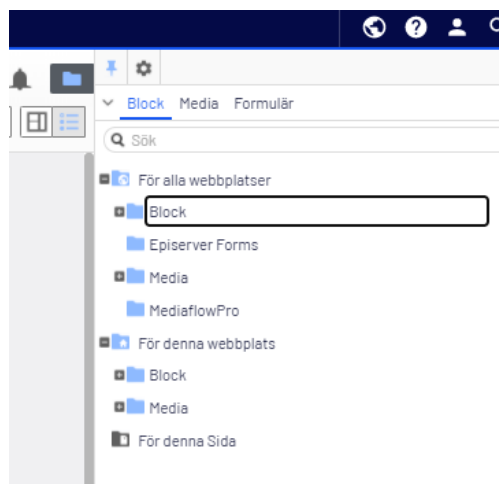 Block Media Formulär
Sök
För alla webbplatser
Block
Episerver Forms
Media
MediaflowPro
För denna webbplats
Block
Media
För denna Sida